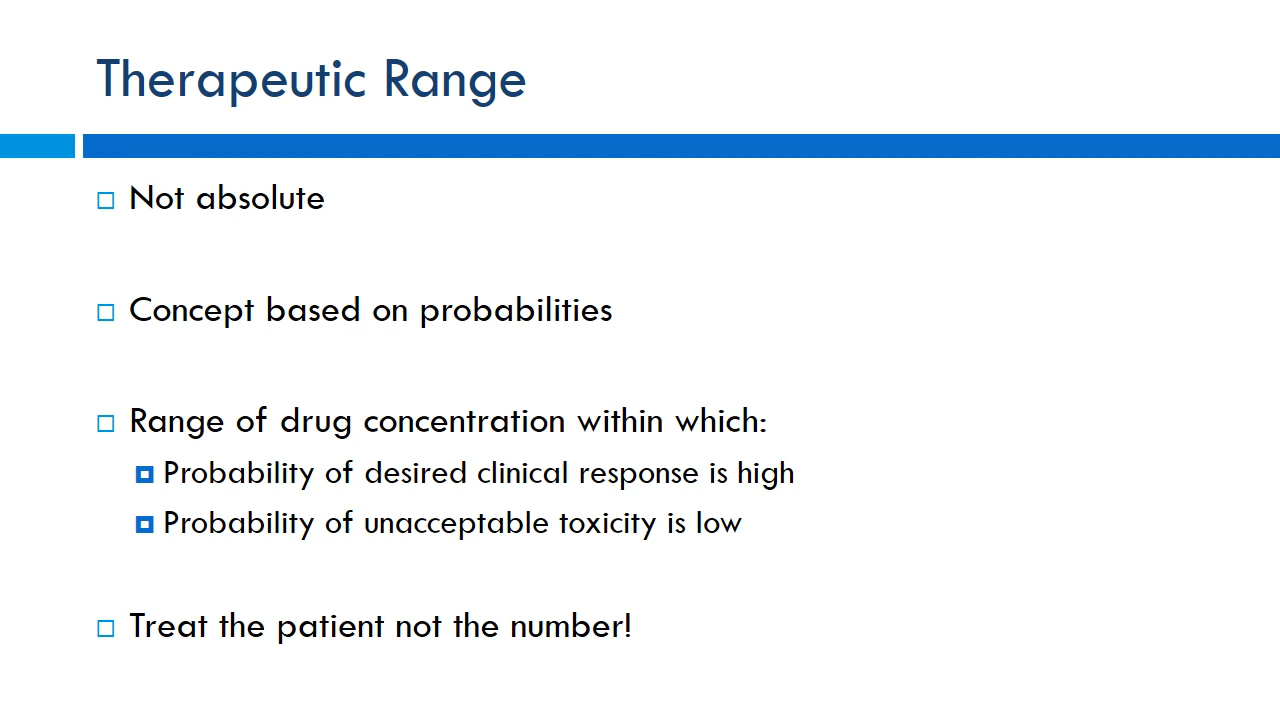 Therapeutic Range
Not absolute
Concept based on probabilities
Range of drug concentration within which:
Probability of desired clinical response is high
Probability of unacceptable toxicity is low
Treat the patient not the number!